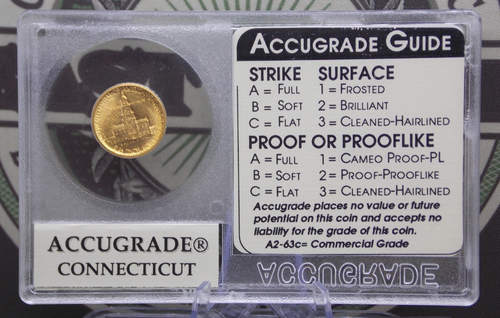 ACCUGRADE GUIDE
STRIKE SURFACE
A = FULL 1 = FROSTED
B = SOFT 2 = BRILLIANT
C = FLAT 3 = CLEANED-HAIRLINED
PROOF OR PROOFLIKE
A = FULL 1 = CAMEO PROOF-PL
B = SOFT 2 = PROOF-PROOFLIKE
C = FLAT 3 = CLEANED-HAIRLINED
Accugrade places no value or future
potential on this coin and accepts no
liability for the grade of this coin.
A2-63c= Commercial Grade
ACCUGRADE
ACCUGRADE®
CONNECTICUT